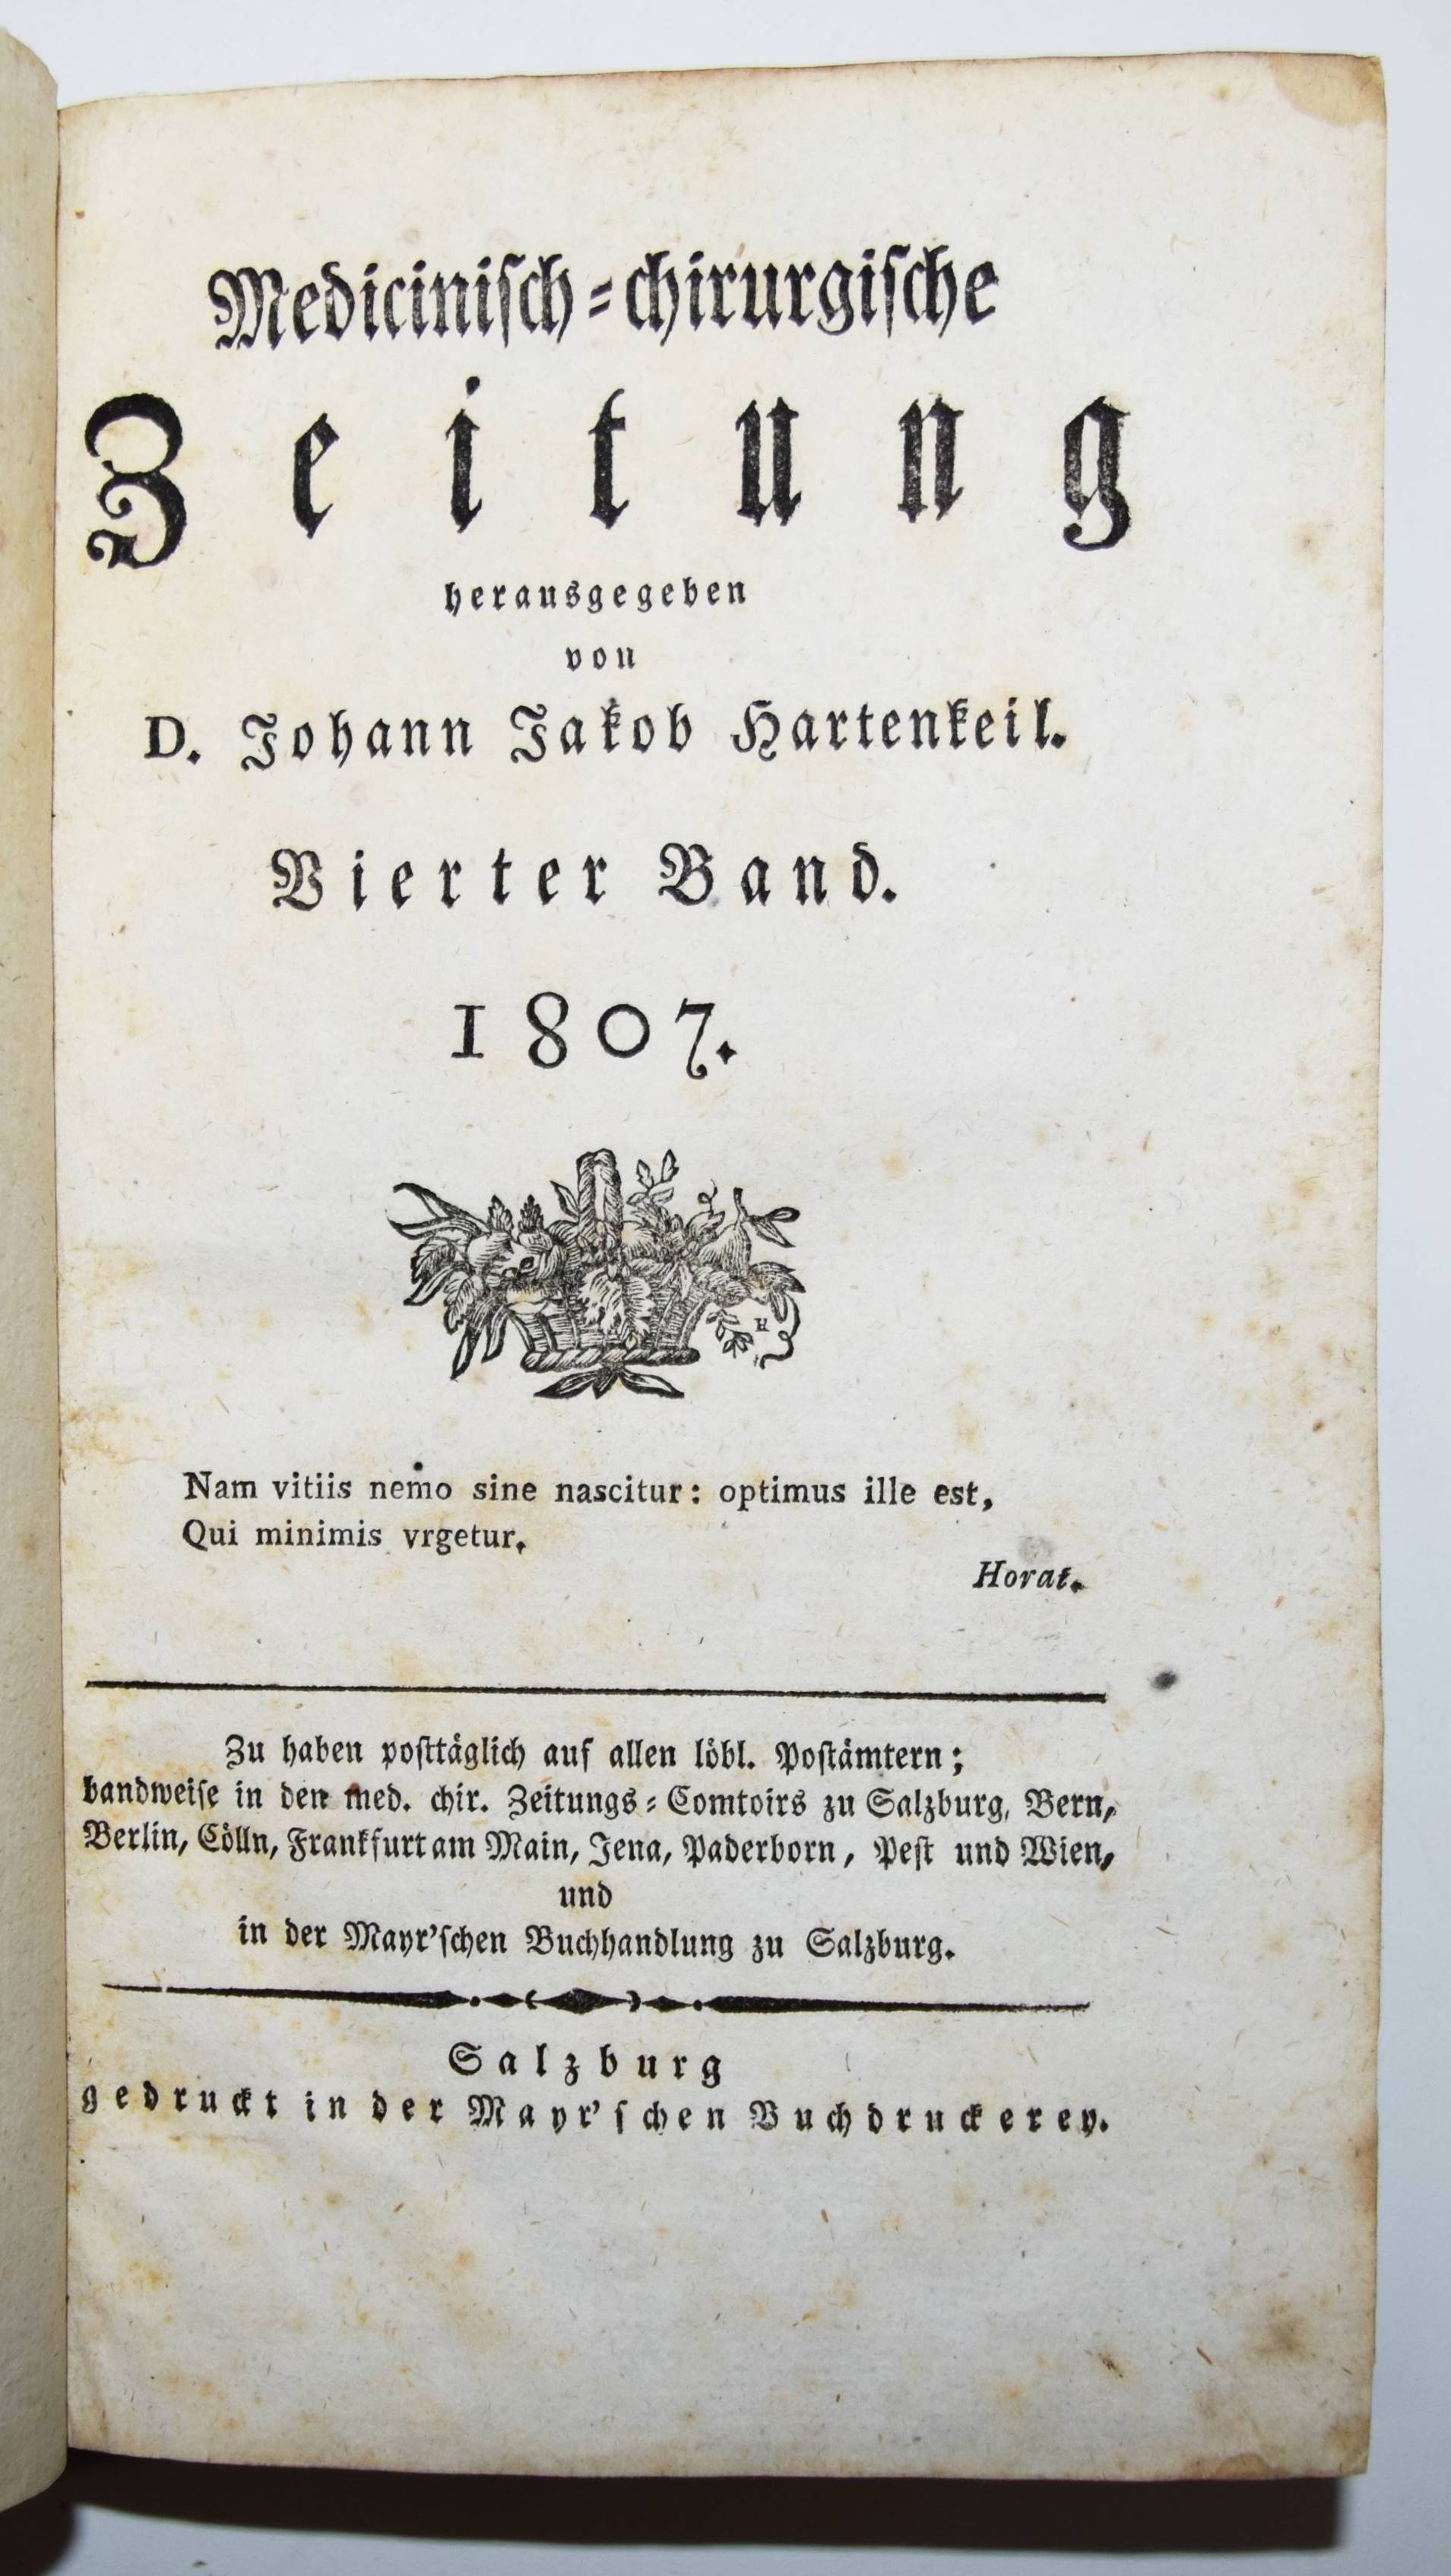 Medicinisch-chirurgische
Zeitung
herausgegeben
von
D. Johann Jakob Hartenkeil.
Vierter Band.
1807.
H
Nam vitiis nemo sine nascitur: optimus ille est,
Qui minimis vrgetur.
Horat.
Zu haben posttäglich auf allen löbl. Postämtern;
bandweise in den med. chir. Zeitungs-Comtoirs zu Salzburg, Bern,
Berlin, Cölln, Frankfurt am Main, Jena, Paderborn, Pest und Wien,
und
in der Mayr'schen Buchhandlung zu Salzburg.
Salzburg
gedruckt in der Mayr'schen Buchdruckerey.